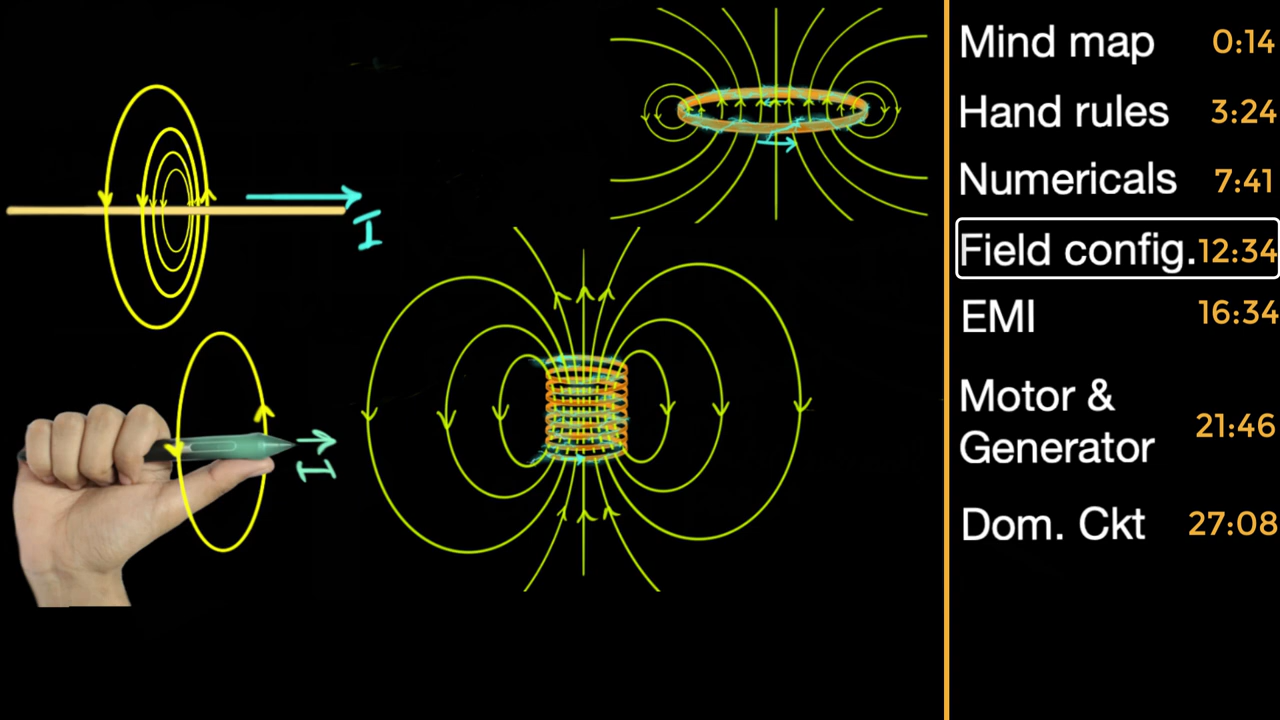 Mind map 0:14
Hand rules 3:24
Numericals 7:41
Field config. 12:34
EMI 16:34
Motor &
Generator 21:46
Dom. Ckt 27:08
I
I